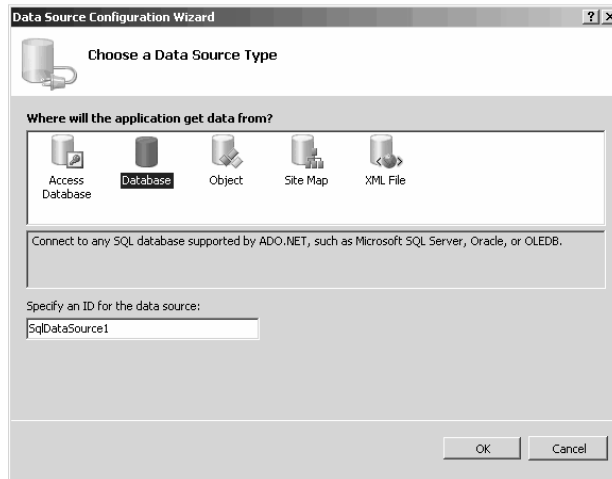 Data Source Configuration Wizard
Choose a Data Source Type
Where will the application get data from?
Access Database
Database
Object
Site Map
XML File
Connect to any SQL database supported by ADO.NET, such as Microsoft SQL Server, Oracle, or OLEDB.
Specify an ID for the data source:
SqlDataSource1
OK
Cancel